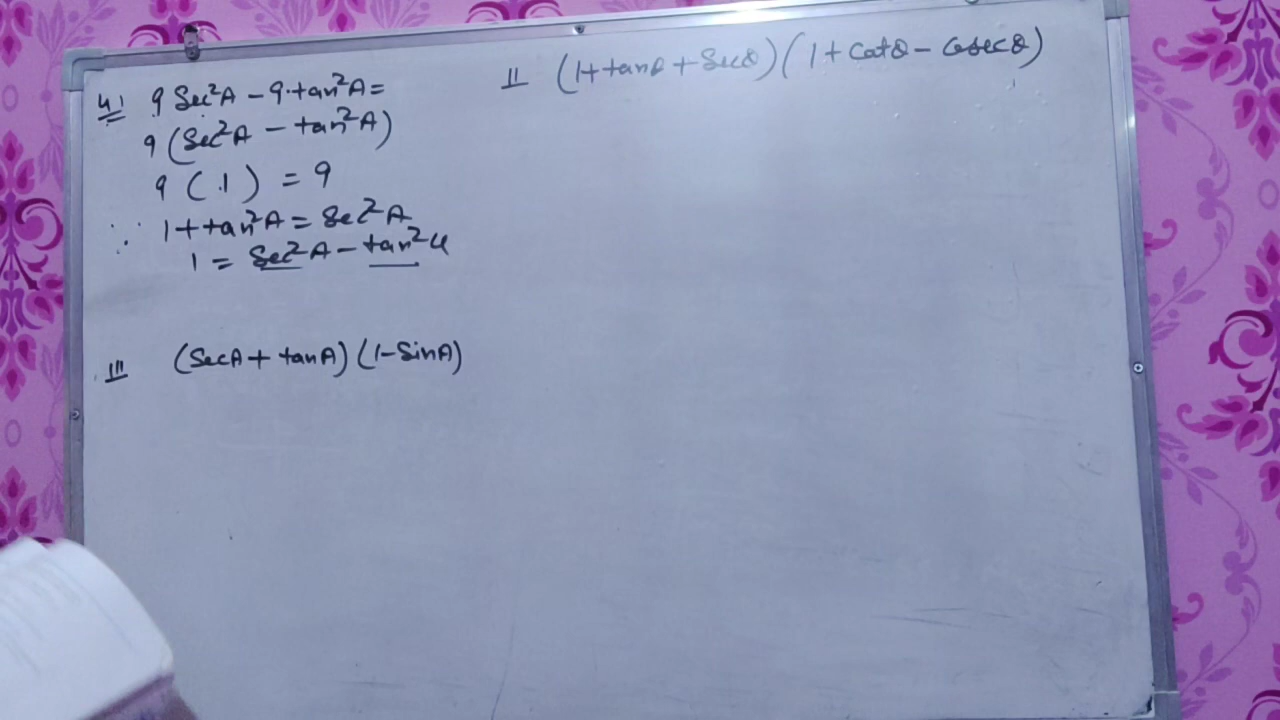 4) 9 Sec²A – 9 tan²A =
9 (Sec²A – tan²A)
9 ( 1 ) = 9
∵ 1 + tan²A = Sec²A
1 = Sec²A – tan²A
III (SecA + tanA) (1 – SinA)
II (1 + tanθ + Secθ) (1 + Cotθ – Cosecθ)